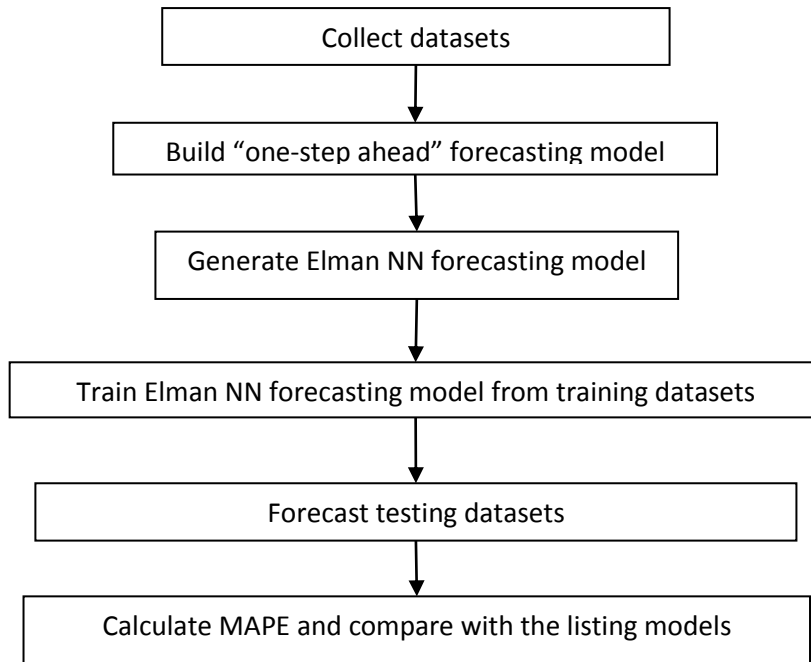 Collect datasets
Build “one-step ahead” forecasting model
Generate Elman NN forecasting model
Train Elman NN forecasting model from training datasets
Forecast testing datasets
Calculate MAPE and compare with the listing models